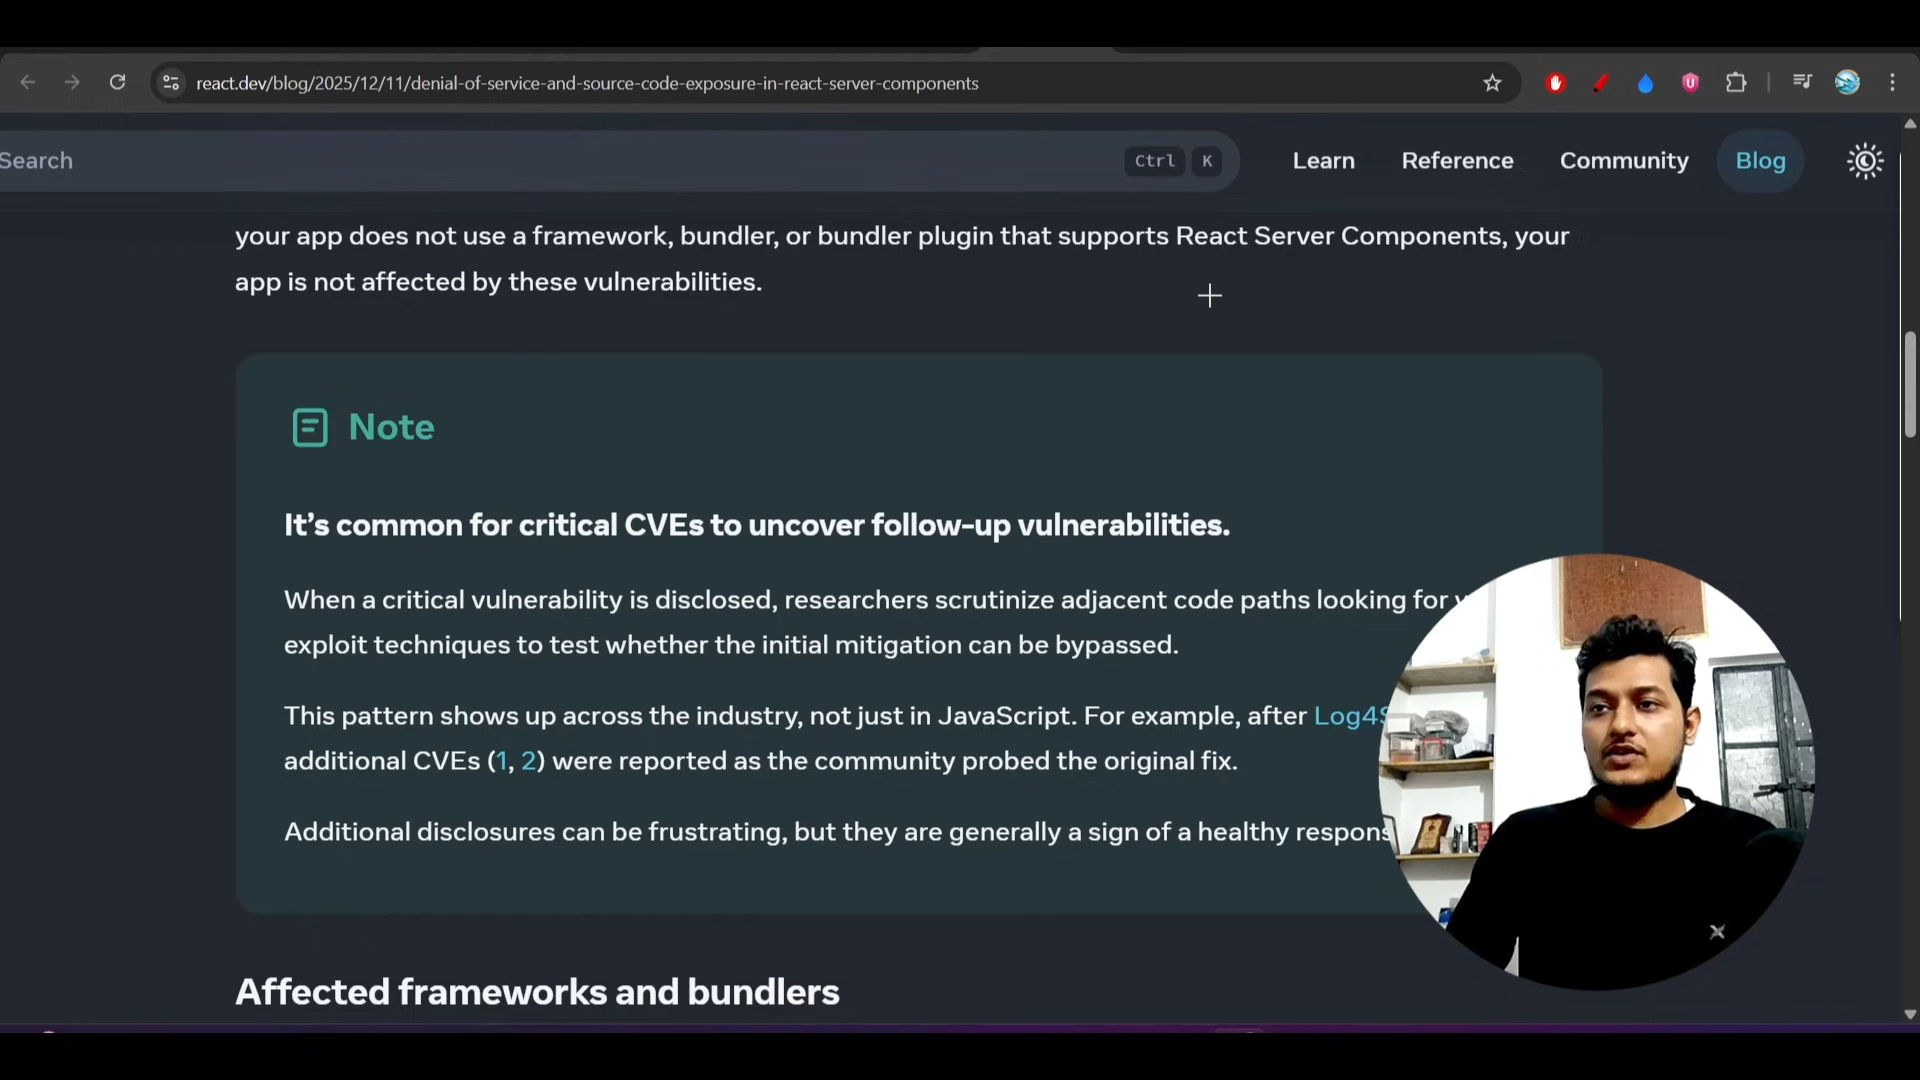 react.dev/blog/2025/12/11/denial-of-service-and-source-code-exposure-in-react-server-components
Search Ctrl K Learn Reference Community Blog
your app does not use a framework, bundler, or bundler plugin that supports React Server Components, your
app is not affected by these vulnerabilities.
Note
It’s common for critical CVEs to uncover follow-up vulnerabilities.
When a critical vulnerability is disclosed, researchers scrutinize adjacent code paths looking for
exploit techniques to test whether the initial mitigation can be bypassed.
This pattern shows up across the industry, not just in JavaScript. For example, after
additional CVEs (1, 2) were reported as the community probed the original fix.
Additional disclosures can be frustrating, but they are generally a sign of a healthy
Affected frameworks and bundlers